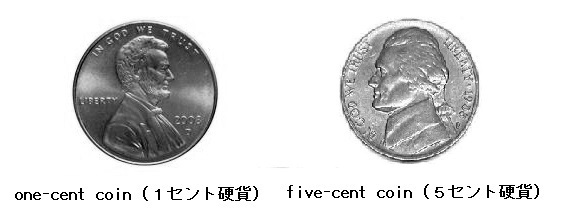 IN GOD WE TRUST
LIBERTY
2006
D
IN GOD WE TRUST
LIBERTY
one-cent coin (1セント硬貨)
five-cent coin (5セント硬貨)